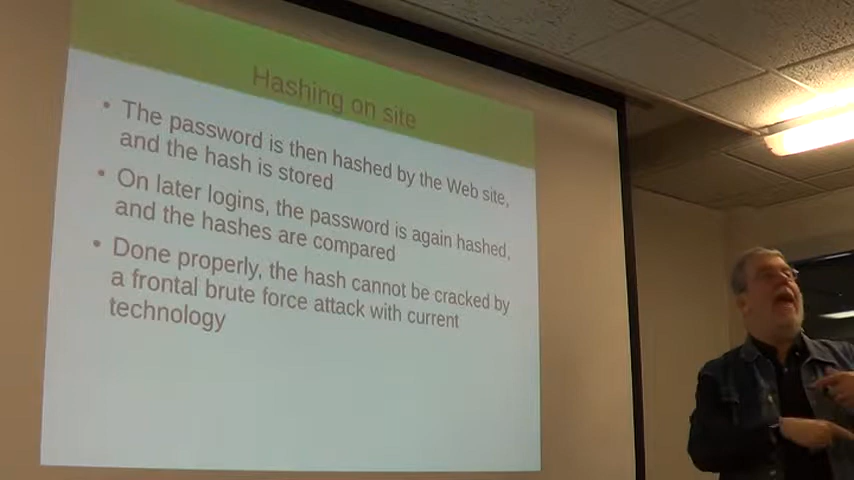 Hashing on site
• The password is then hashed by the Web site,
and the hash is stored
• On later logins, the password is again hashed,
and the hashes are compared
• Done properly, the hash cannot be cracked by
a frontal brute force attack with current
technology